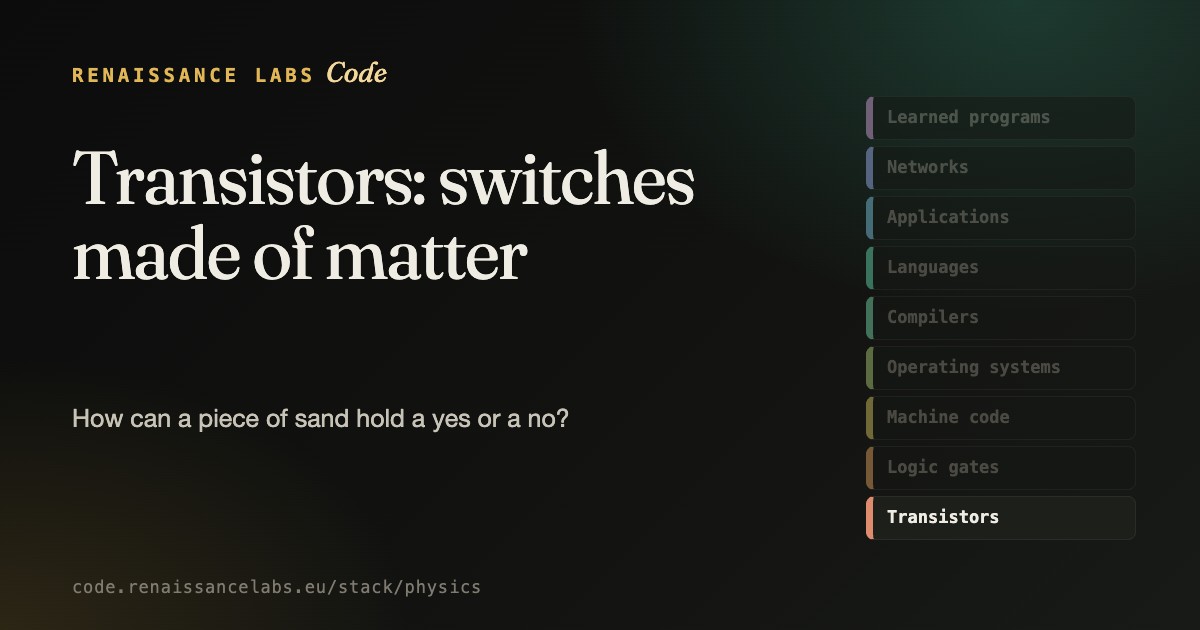 RENAISSANCE LABS Code
Transistors: switches
made of matter
How can a piece of sand hold a yes or a no?
code.renaissancelabs.eu/stack/physics
Learned programs
Networks
Applications
Languages
Compilers
Operating systems
Machine code
Logic gates
Transistors